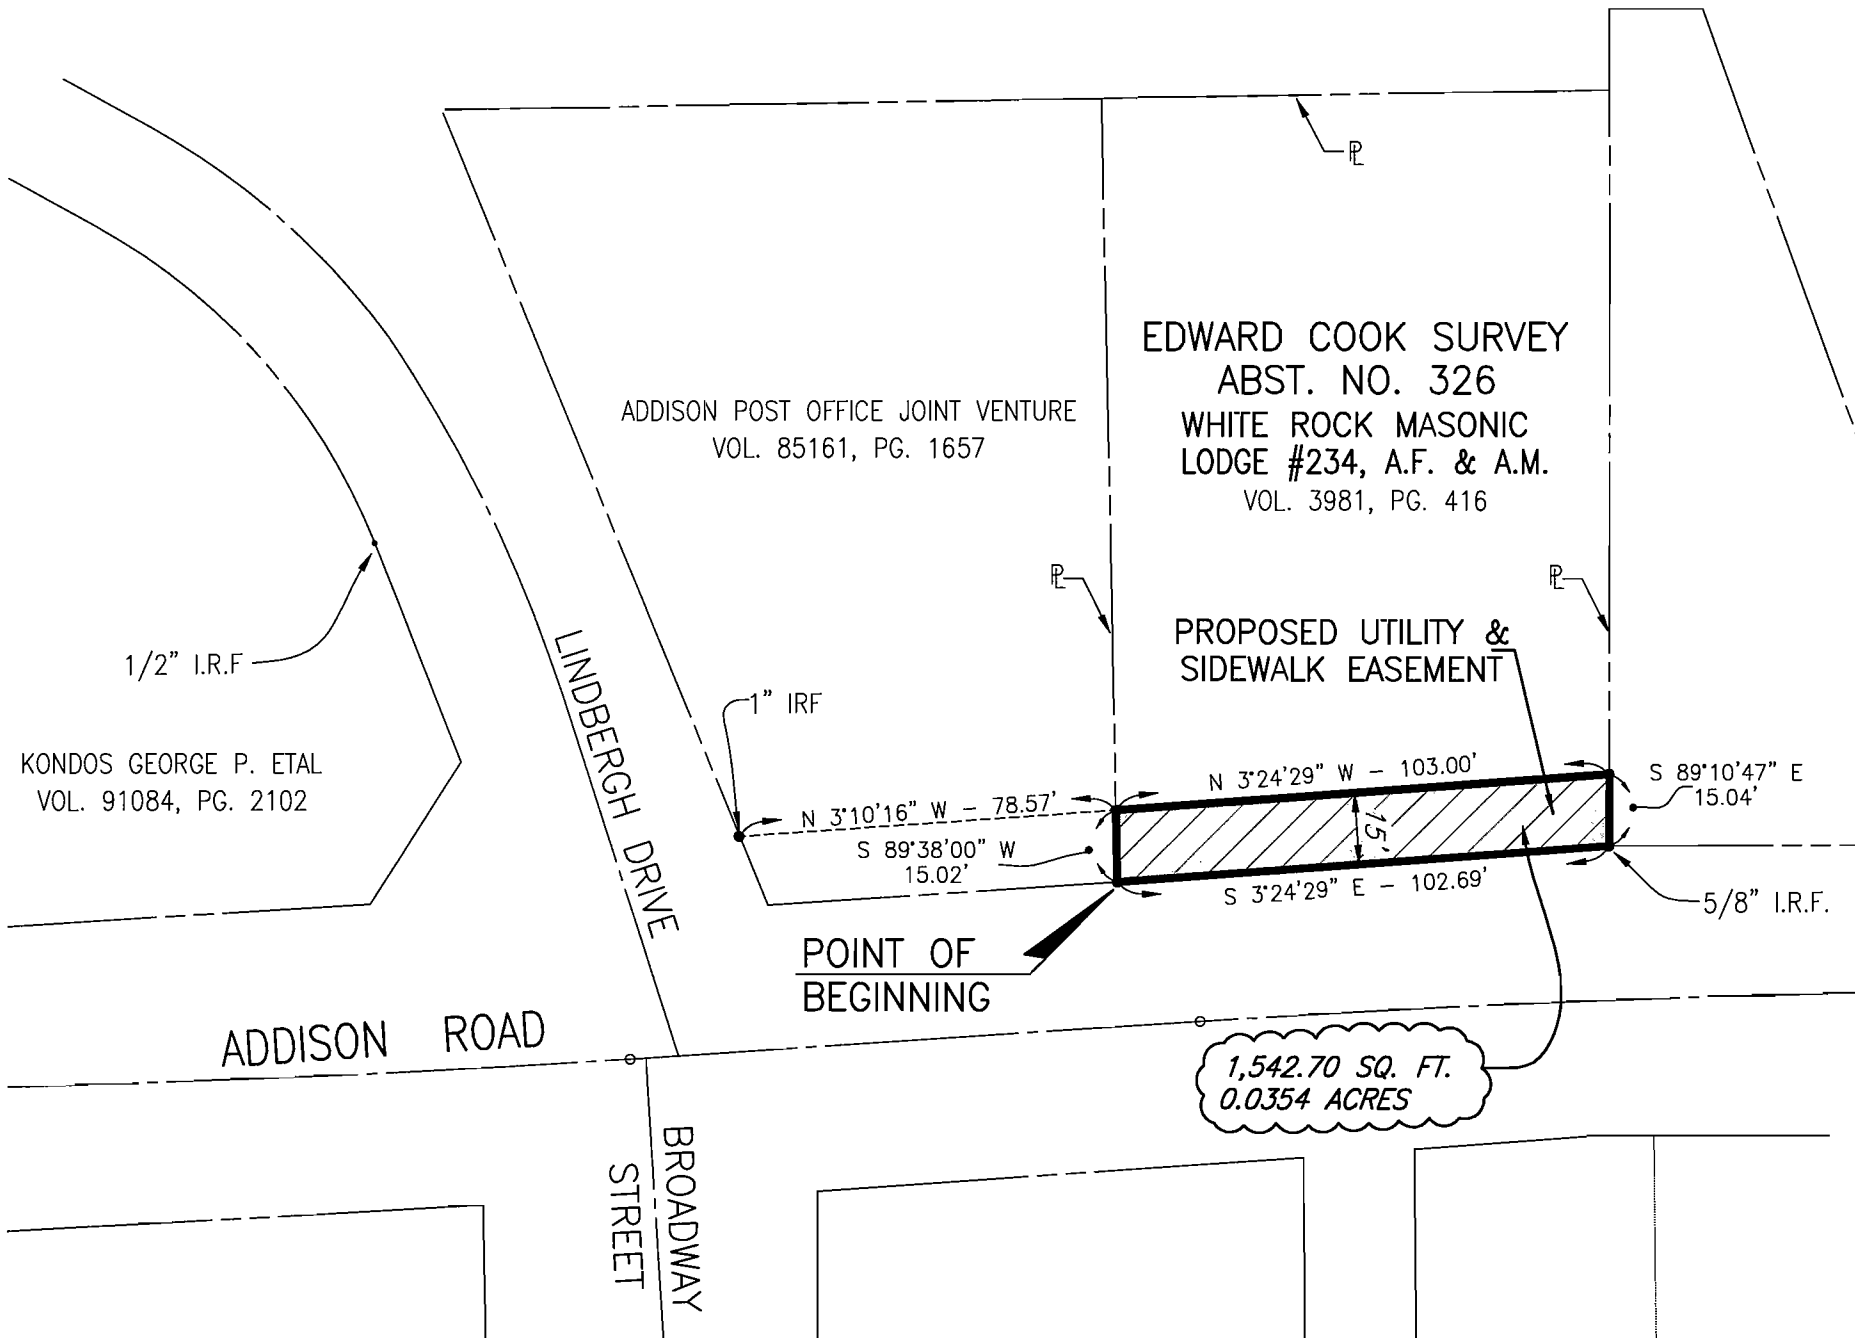 ℄
EDWARD COOK SURVEY
ABST. NO. 326
WHITE ROCK MASONIC
LODGE #234, A.F. & A.M.
VOL. 3981, PG. 416
ADDISON POST OFFICE JOINT VENTURE
VOL. 85161, PG. 1657
PL
PL
PROPOSED UTILITY &
SIDEWALK EASEMENT
1/2" I.R.F
LINDBERGH DRIVE
1" IRF
KONDOS GEORGE P. ETAL
VOL. 91084, PG. 2102
N 3°24'29" W - 103.00'
S 89°10'47" E
15.04'
N 3°10'16" W - 78.57'
15'
S 89°38'00" W
15.02'
S 3°24'29" E - 102.69'
5/8" I.R.F.
POINT OF
BEGINNING
ADDISON ROAD
1,542.70 SQ. FT.
0.0354 ACRES
BROADWAY
STREET